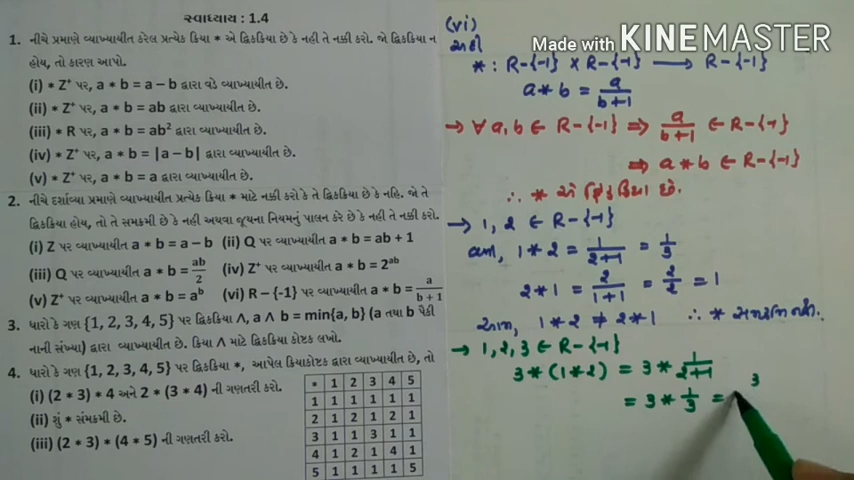 સ્વાધ્યાય : 1.4
1. નીચે પ્રમાણે વ્યાખ્યાયીત કરેલ પ્રત્યેક ક્રિયા * એ દ્વિક્રિયા છે કે નહી તે નક્કી કરો. જો દ્વિક્રિયા ન
હોય, તો કારણ આપો.
(i) * Z⁺ પર, a * b = a – b દ્વારા વડે વ્યાખ્યાયીત છે.
(ii) * Z⁺ પર, a * b = ab દ્વારા વ્યાખ્યાયીત છે.
(iii) * R પર, a * b = ab² દ્વારા વ્યાખ્યાયીત છે.
(iv) * Z⁺ પર, a * b = |a – b| દ્વારા વ્યાખ્યાયીત છે.
(v) * Z⁺ પર, a * b = a દ્વારા વ્યાખ્યાયીત છે.
2. નીચે દર્શાવ્યા પ્રમાણે વ્યાખ્યાયીત પ્રત્યેક ક્રિયા * માટે નક્કી કરો કે તે દ્વિક્રિયા છે કે નહિ. જો તે
દ્વિક્રિયા હોય, તો તે સમક્રમી છે કે નહી અથવા જૂથના નિયમનું પાલન કરે છે કે નહી તે નક્કી કરો.
(i) Z પર વ્યાખ્યાયીત a * b = a – b (ii) Q પર વ્યાખ્યાયીત a * b = ab + 1
(iii) Q પર વ્યાખ્યાયીત a * b = ab/2 (iv) Z⁺ પર વ્યાખ્યાયીત a * b = 2^ab
(v) Z⁺ પર વ્યાખ્યાયીત a * b = a^b (vi) R – {-1} પર વ્યાખ્યાયીત a * b = a/(b + 1)
3. ધારો કે ગણ {1, 2, 3, 4, 5} પર દ્વિક્રિયા ∧, a ∧ b = min{a, b} (a તથા b પૈકી
નાની સંખ્યા) દ્વારા વ્યાખ્યાયીત છે. ક્રિયા ∧ માટે ક્રિયા કોષ્ટક લખો.
4. ધારો કે ગણ {1, 2, 3, 4, 5} પર દ્વિક્રિયા *, આપેલ ક્રિયાકોષ્ટક દ્વારા વ્યાખ્યાયીત છે, તો
(i) (2 * 3) * 4 અને 2 * (3 * 4) ની ગણતરી કરો.
(ii) શું * સમક્રમી છે.
(iii) (2 * 3) * (4 * 5) ની ગણતરી કરો.
* 1 2 3 4 5
1 1 1 1 1 1
2 1 2 1 2 1
3 1 1 3 1 1
4 1 2 1 4 1
5 1 1 1 1 5
(vi)
અહી
Made with KINEMASTER
* : R-{-1} × R-{-1} ⟶ R-{-1}
a * b = a/(b+1)
→ ∀ a, b ∈ R-{-1} ⇒ a/(b+1) ∈ R-{-1}
⇒ a * b ∈ R-{-1}
∴ * એ દ્વિક્રિયા છે.
→ 1, 2 ∈ R-{-1}
1 * 2 = 1/(2+1) = 1/3
2 * 1 = 2/(1+1) = 2/2 = 1
આમ, 1 * 2 ≠ 2 * 1 ∴ * સમક્રમી નથી.
→ 1, 2, 3 ∈ R-{-1}
3 * (1 * 2) = 3 * 1/(2+1)
= 3 * 1/3 = 3